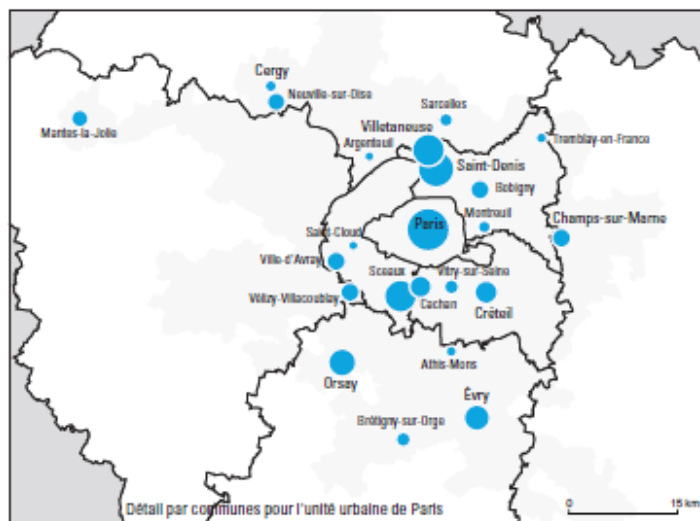 Cergy
Neuville-sur-Oise
Mantes-la-Jolie
Sarcelles
Villetaneuse
Argenteuil
Tremblay-en-France
Saint-Denis
Bobigny
Montreuil
Champs-sur-Marne
Paris
Saint-Cloud
Ville-d'Avray
Sceaux
Vitry-sur-Seine
Vélizy-Villacoublay
Cachan
Créteil
Athis-Mons
Orsay
Évry
Brétigny-sur-Orge
Détail par communes pour l'unité urbaine de Paris
0 15 km